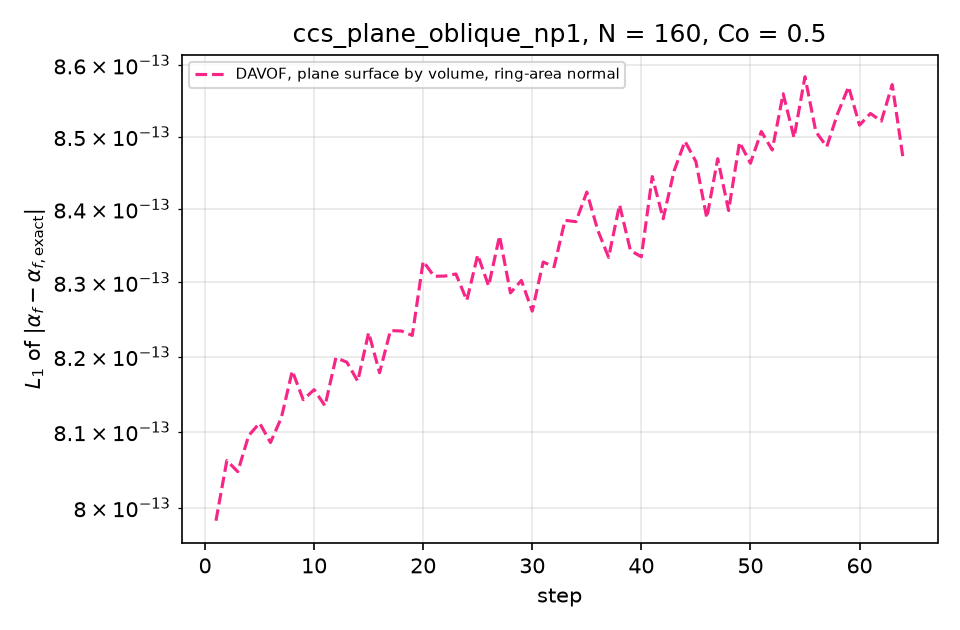 ccs_plane_oblique_np1, N = 160, Co = 0.5
DAVOF, plane surface by volume, ring-area normal
L₁ of |α_f − α_{f,exact}|
8.6 × 10⁻¹³
8.5 × 10⁻¹³
8.4 × 10⁻¹³
8.3 × 10⁻¹³
8.2 × 10⁻¹³
8.1 × 10⁻¹³
8 × 10⁻¹³
0 10 20 30 40 50 60
step